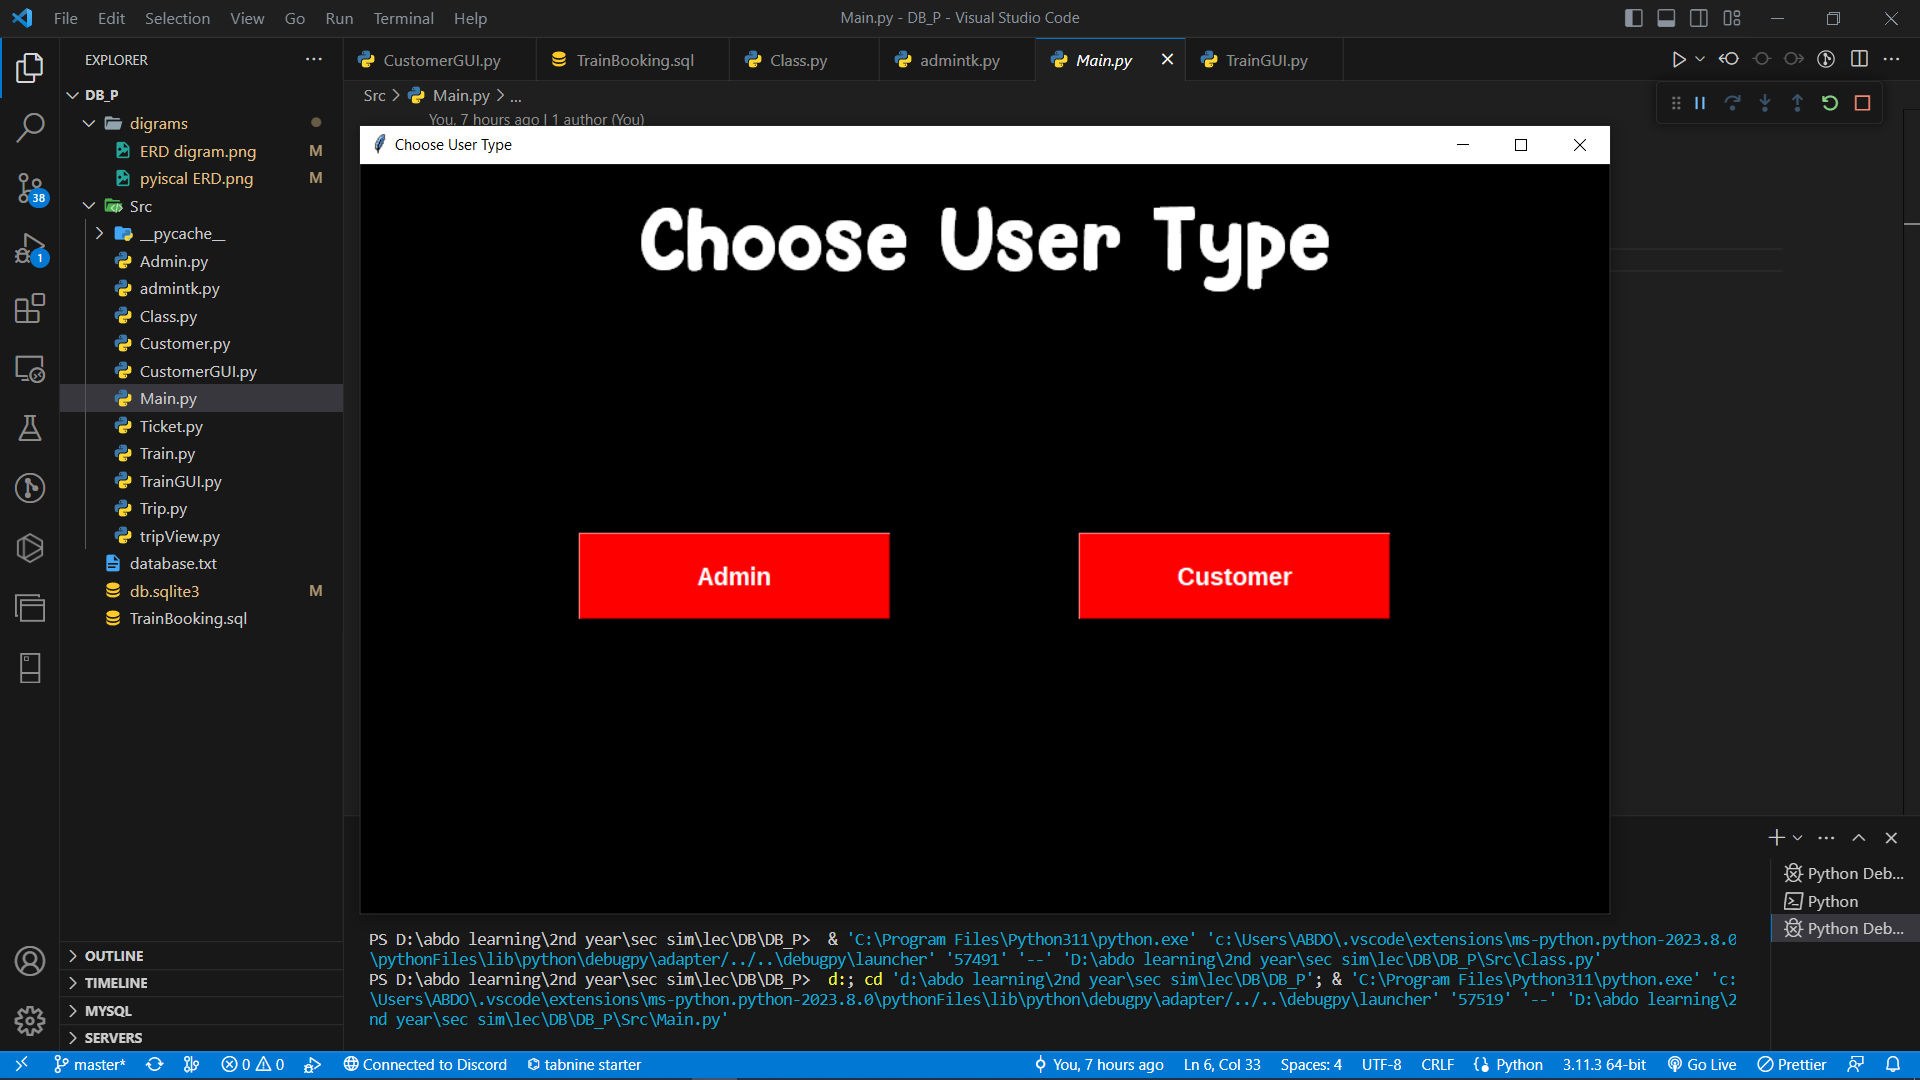 File Edit Selection View Go Run Terminal Help
Main.py - DB_P - Visual Studio Code
EXPLORER
CustomerGUI.py
TrainBooking.sql
Class.py
admintk.py
Main.py
TrainGUI.py
DB_P
Src > Main.py > ...
You, 7 hours ago | 1 author (You)
digrams
ERD digram.png M
pyiscal ERD.png M
Src
__pycache__
Admin.py
admintk.py
Class.py
Customer.py
CustomerGUI.py
Main.py
Ticket.py
Train.py
TrainGUI.py
Trip.py
tripView.py
database.txt
db.sqlite3 M
TrainBooking.sql
38
1
Choose User Type
Choose User Type
Admin
Customer
Python Deb...
Python
Python Deb...
PS D:\abdo learning\2nd year\sec sim\lec\DB\DB_P> & 'C:\Program Files\Python311\python.exe' 'c:\Users\ABDO\.vscode\extensions\ms-python.python-2023.8.0
\pythonFiles\lib\python\debugpy\adapter/../..\debugpy\launcher' '57491' '--' 'D:\abdo learning\2nd year\sec sim\lec\DB\DB_P\Src\Class.py'
PS D:\abdo learning\2nd year\sec sim\lec\DB\DB_P> d:; cd 'd:\abdo learning\2nd year\sec sim\lec\DB\DB_P'; & 'C:\Program Files\Python311\python.exe' 'c:
\Users\ABDO\.vscode\extensions\ms-python.python-2023.8.0\pythonFiles\lib\python\debugpy\adapter/../..\debugpy\launcher' '57519' '--' 'D:\abdo learning\2
nd year\sec sim\lec\DB\DB_P\Src\Main.py'
OUTLINE
TIMELINE
MYSQL
SERVERS
master* 0 0 Connected to Discord tabnine starter You, 7 hours ago Ln 6, Col 33 Spaces: 4 UTF-8 CRLF Python 3.11.3 64-bit Go Live Prettier